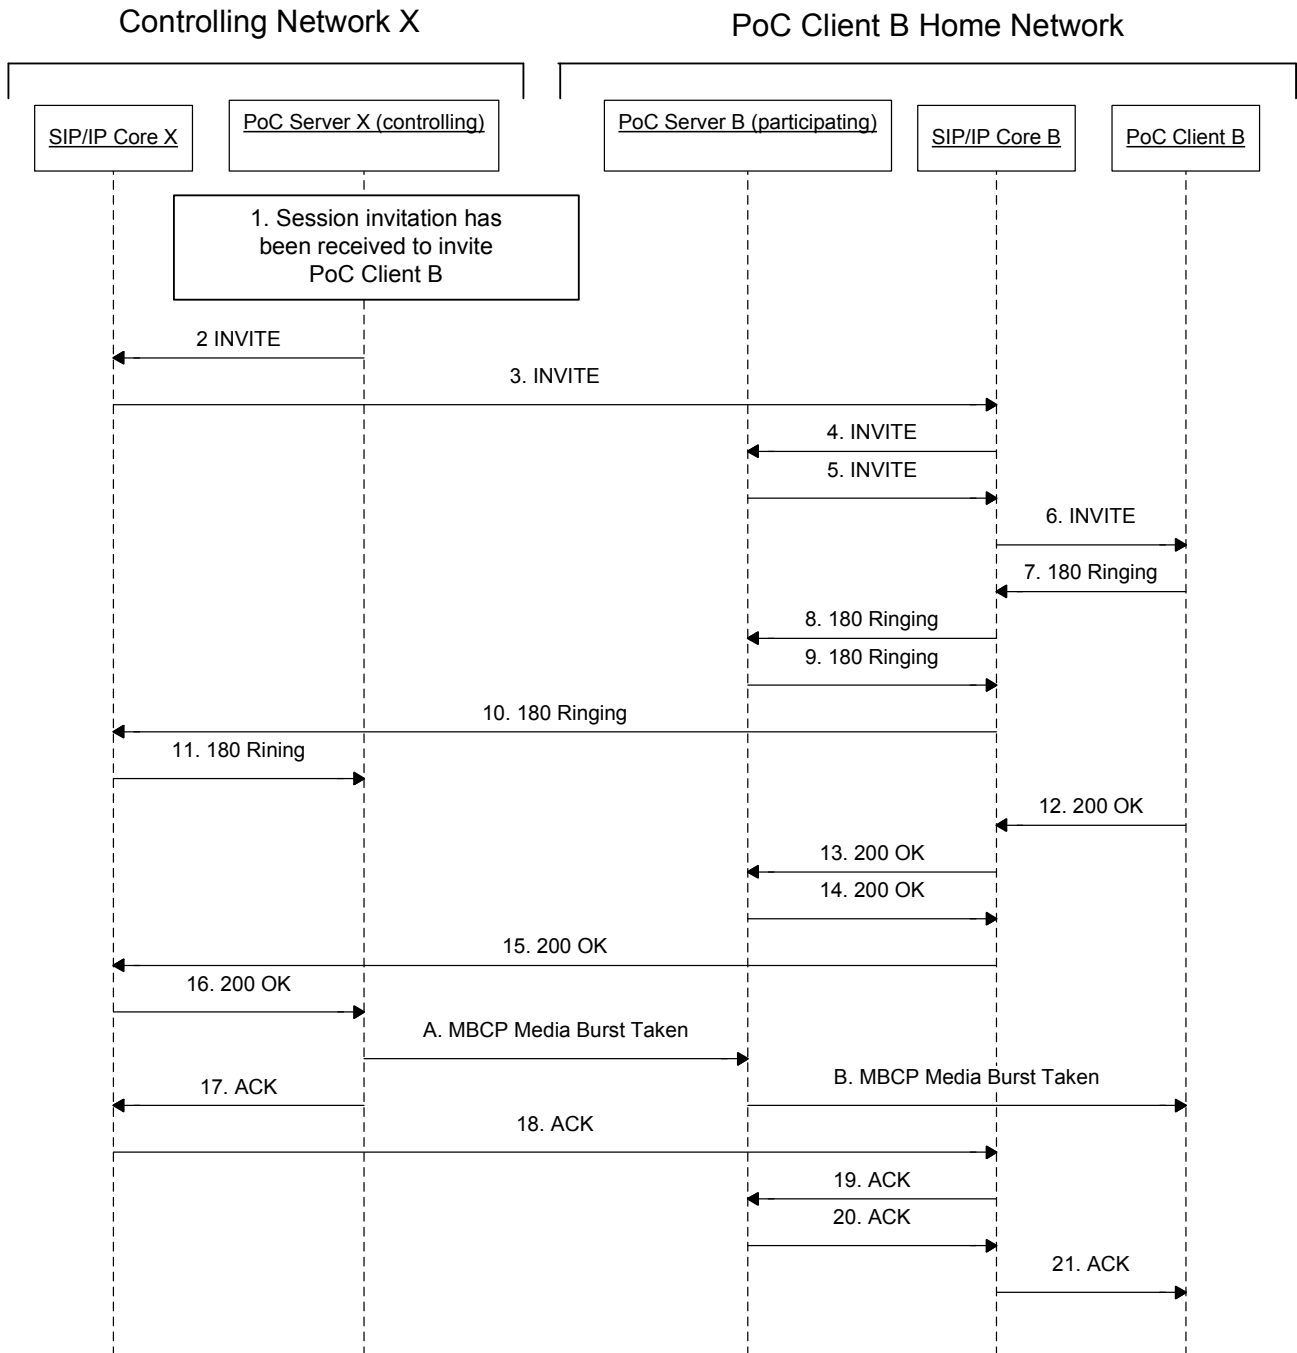 Controlling Network X
PoC Client B Home Network
SIP/IP Core X
PoC Server X (controlling)
PoC Server B (participating)
SIP/IP Core B
PoC Client B
1. Session invitation has
been received to invite
PoC Client B
2 INVITE
3. INVITE
4. INVITE
5. INVITE
6. INVITE
7. 180 Ringing
8. 180 Ringing
9. 180 Ringing
10. 180 Ringing
11. 180 Rining
12. 200 OK
13. 200 OK
14. 200 OK
15. 200 OK
16. 200 OK
A. MBCP Media Burst Taken
B. MBCP Media Burst Taken
17. ACK
18. ACK
19. ACK
20. ACK
21. ACK